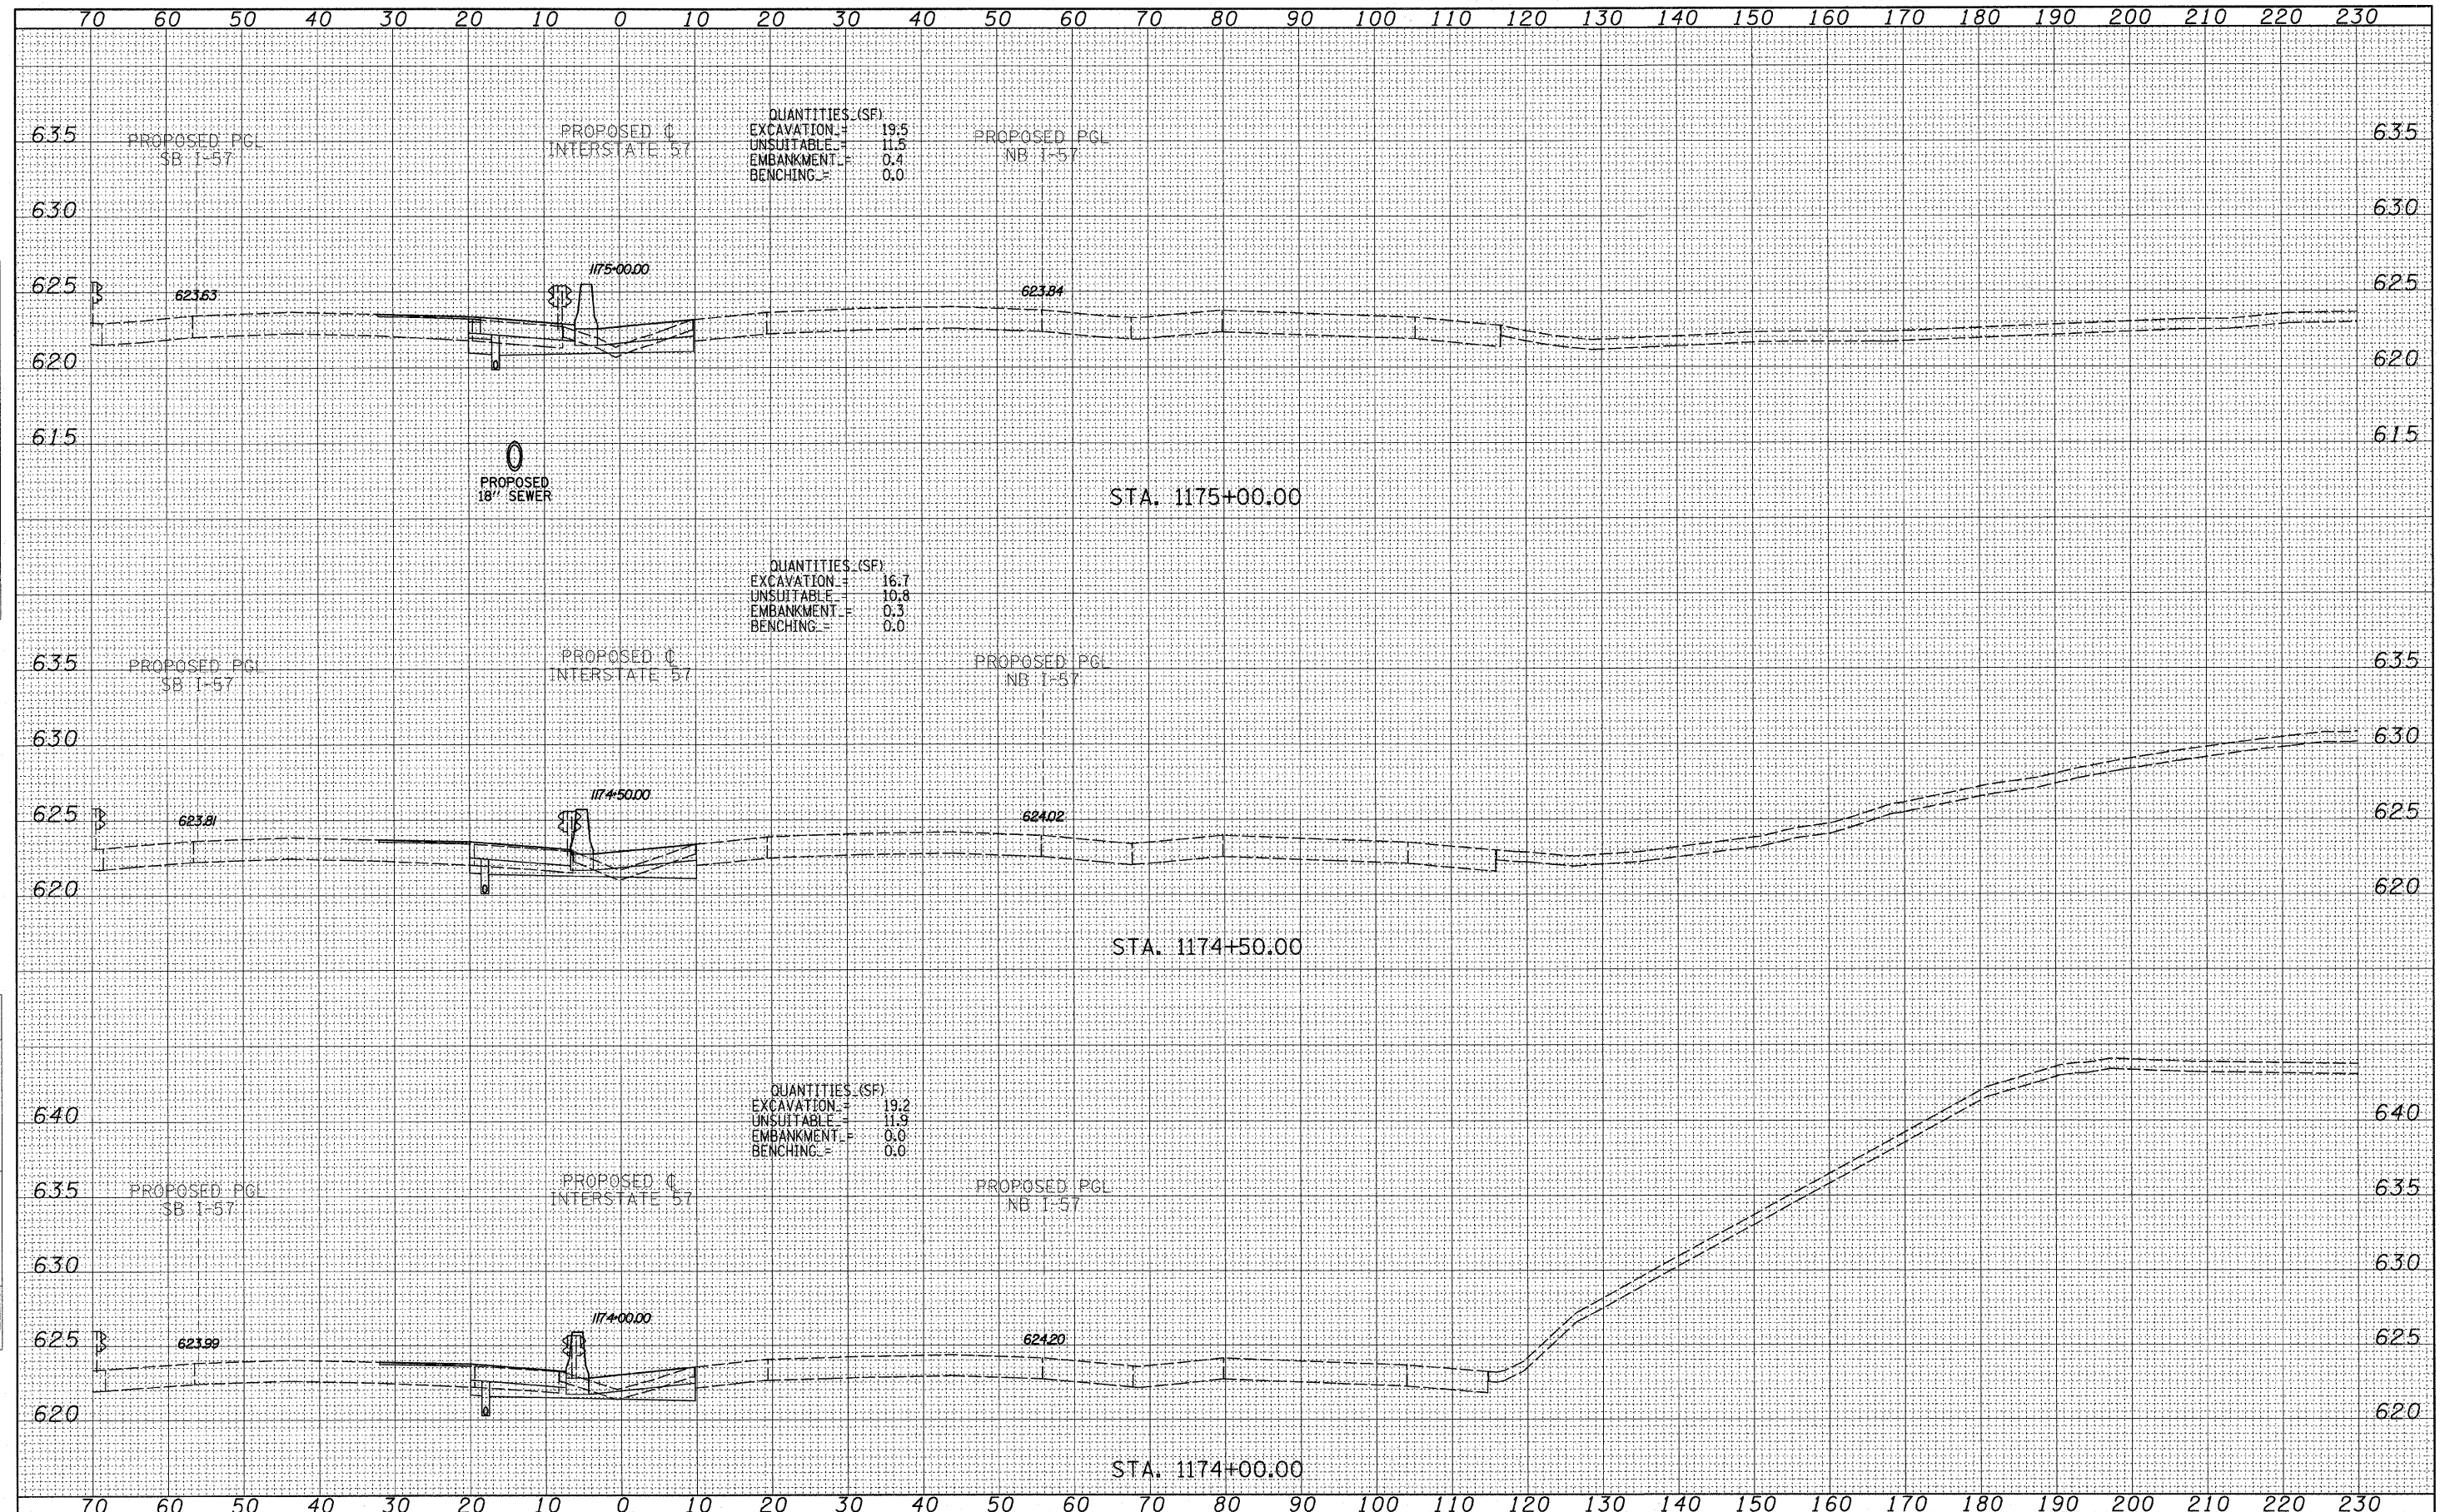 70 60 50 40 30 20 10 0 10 20 30 40 50 60 70 80 90 100 110 120 130 140 150 160 170 180 190 200 210 220 230
QUANTITIES (SF)
EXCAVATION = 19.5
UNSUITABLE = 11.5
EMBANKMENT = 0.4
BENCHING = 0.0
635 635
PROPOSED PGL
SB I-57
PROPOSED ℄
INTERSTATE 57
PROPOSED PGL
NB I-57
630 630
1175+00.00
625 625
623.63
623.84
620 620
615 615
PROPOSED
18" SEWER
STA. 1175+00.00
QUANTITIES (SF)
EXCAVATION = 16.7
UNSUITABLE = 10.8
EMBANKMENT = 0.3
BENCHING = 0.0
635 635
PROPOSED PGL
SB I-57
PROPOSED ℄
INTERSTATE 57
PROPOSED PGL
NB I-57
630 630
1174+50.00
625 625
623.81
624.02
620 620
STA. 1174+50.00
QUANTITIES (SF)
EXCAVATION = 19.2
UNSUITABLE = 11.9
EMBANKMENT = 0.0
BENCHING = 0.0
640 640
635 635
PROPOSED PGL
SB I-57
PROPOSED ℄
INTERSTATE 57
PROPOSED PGL
NB I-57
630 630
1174+00.00
625 625
623.99
624.20
620 620
STA. 1174+00.00
70 60 50 40 30 20 10 0 10 20 30 40 50 60 70 80 90 100 110 120 130 140 150 160 170 180 190 200 210 220 230